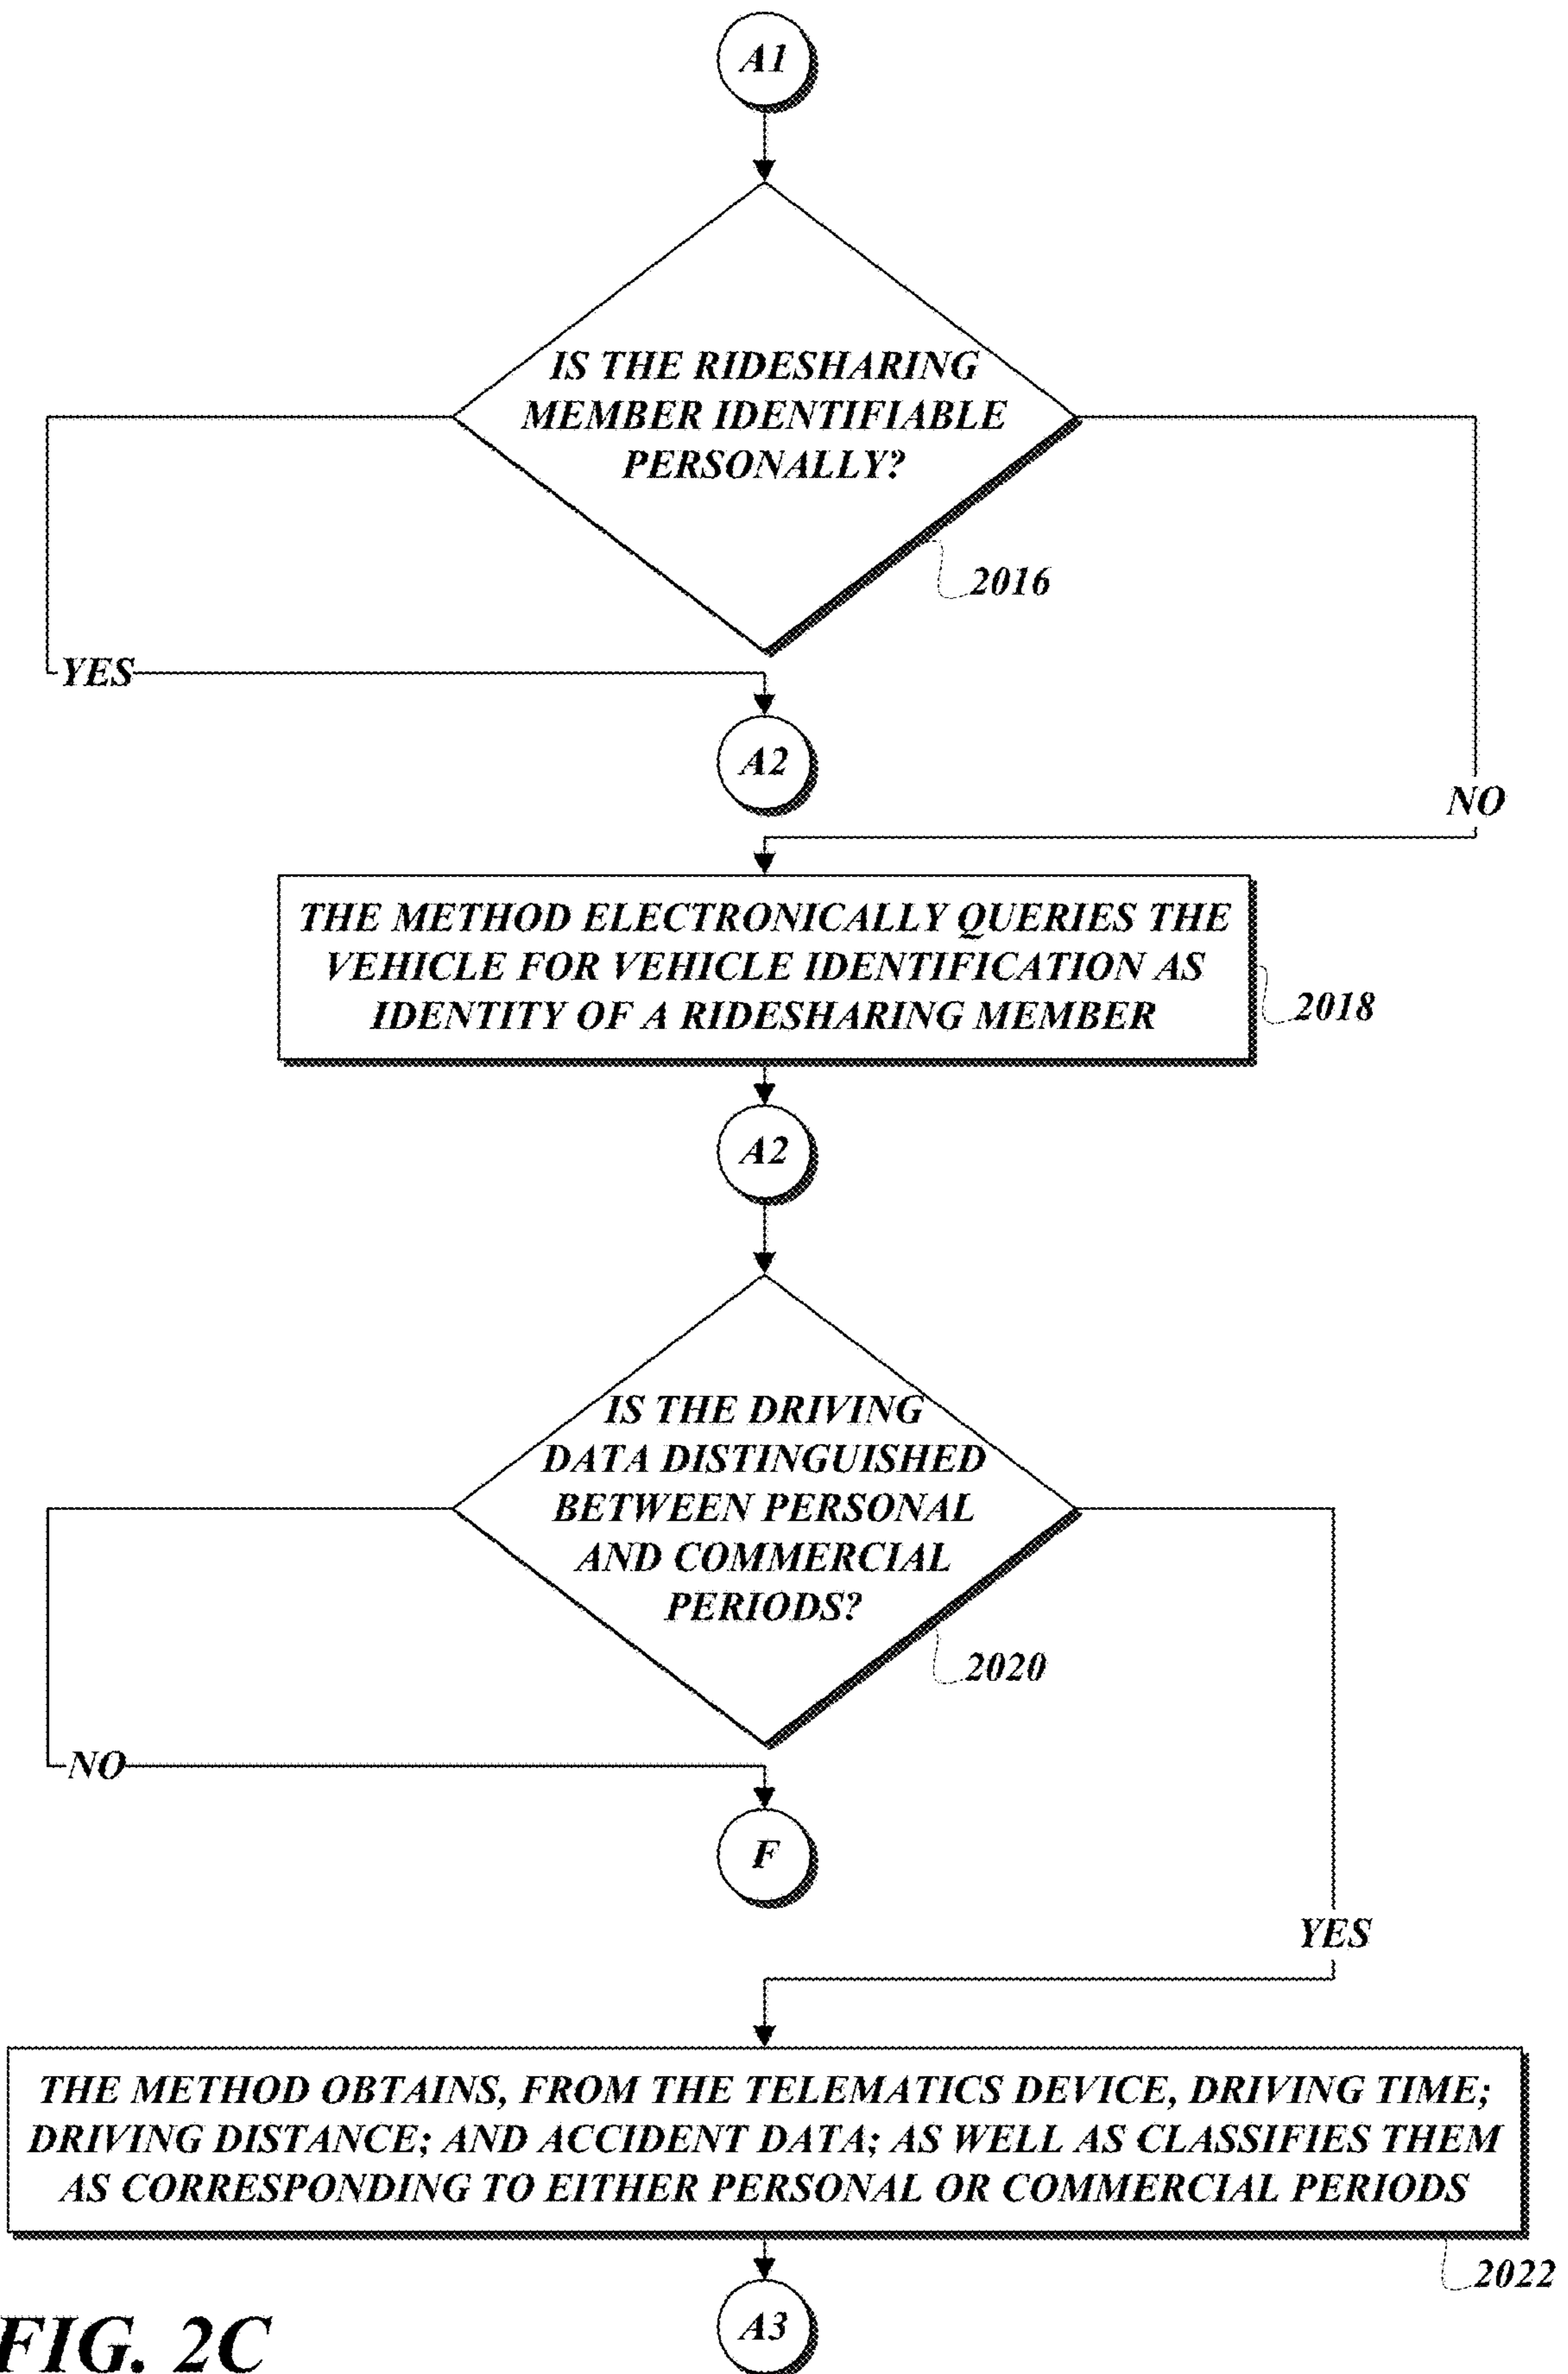 A1
IS THE RIDESHARING
MEMBER IDENTIFIABLE
PERSONALLY?
2016
YES
A2
NO
THE METHOD ELECTRONICALLY QUERIES THE
VEHICLE FOR VEHICLE IDENTIFICATION AS
IDENTITY OF A RIDESHARING MEMBER
2018
A2
IS THE DRIVING
DATA DISTINGUISHED
BETWEEN PERSONAL
AND COMMERCIAL
PERIODS?
2020
NO
F
YES
THE METHOD OBTAINS, FROM THE TELEMATICS DEVICE, DRIVING TIME;
DRIVING DISTANCE; AND ACCIDENT DATA; AS WELL AS CLASSIFIES THEM
AS CORRESPONDING TO EITHER PERSONAL OR COMMERCIAL PERIODS
2022
A3
FIG. 2C